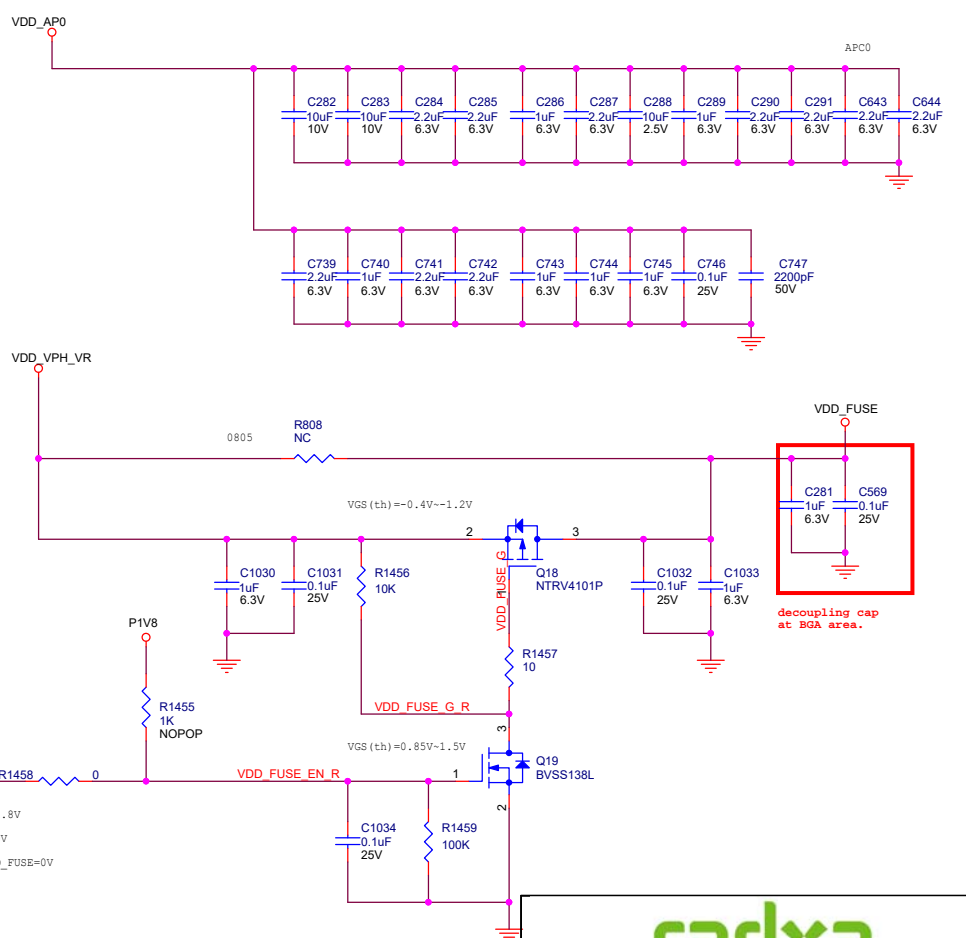 VDD_AP0
APC0
C282
10uF
10V
C283
10uF
10V
C284
2.2uF
6.3V
C285
2.2uF
6.3V
C286
1uF
6.3V
C287
2.2uF
6.3V
C288
10uF
2.5V
C289
1uF
6.3V
C290
2.2uF
6.3V
C291
2.2uF
6.3V
C643
2.2uF
6.3V
C644
2.2uF
6.3V
C739
2.2uF
6.3V
C740
1uF
6.3V
C741
2.2uF
6.3V
C742
2.2uF
6.3V
C743
1uF
6.3V
C744
1uF
6.3V
C745
1uF
6.3V
C746
0.1uF
25V
C747
2200pF
50V
VDD_VPH_VR
VDD_FUSE
0805
R808
NC
C281
1uF
6.3V
C569
0.1uF
25V
decoupling cap
at BGA area.
VGS(th)=-0.4V~-1.2V
2
3
1
VDD_FUSE_G
Q18
NTRV4101P
C1030
1uF
6.3V
C1031
0.1uF
25V
R1456
10K
C1032
0.1uF
25V
C1033
1uF
6.3V
P1V8
R1457
10
R1455
1K
NOPOP
VDD_FUSE_G_R
VGS(th)=0.85V~1.5V
3
Q19
BVSS138L
R1458
0
VDD_FUSE_EN_R
1
2
.8V
V
_FUSE=0V
C1034
0.1uF
25V
R1459
100K